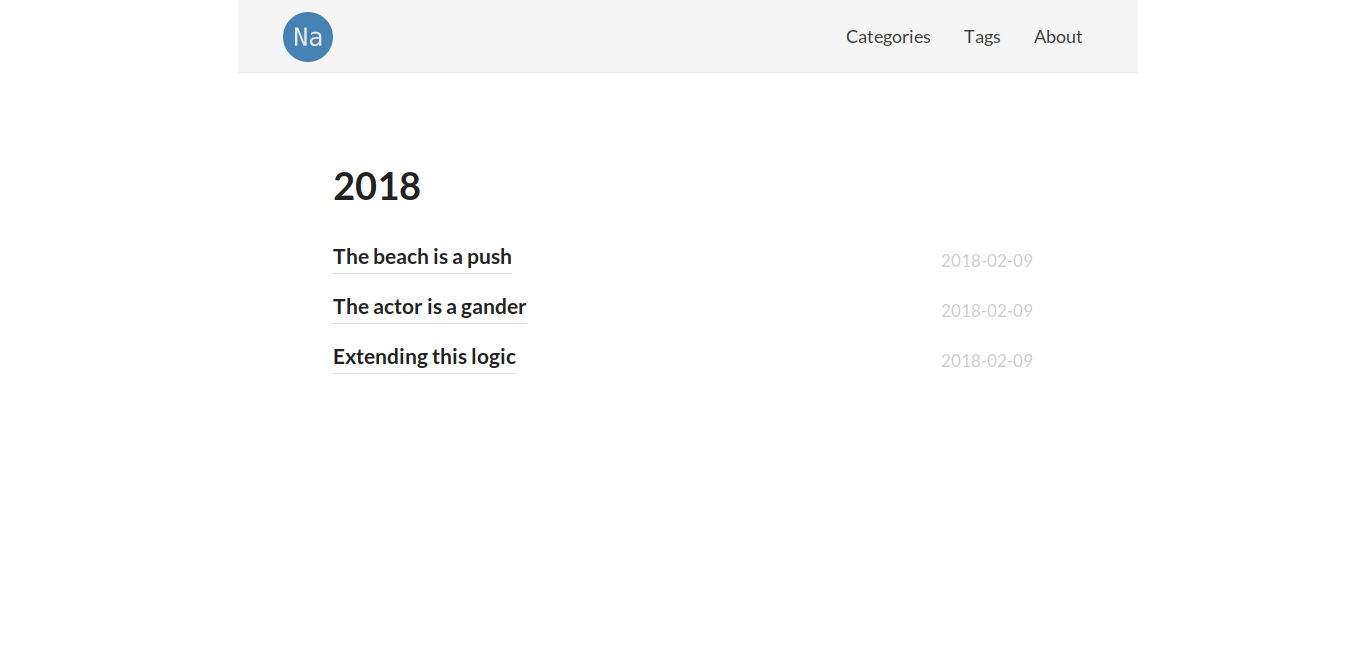 Na Categories Tags About
2018
The beach is a push 2018-02-09
The actor is a gander 2018-02-09
Extending this logic 2018-02-09